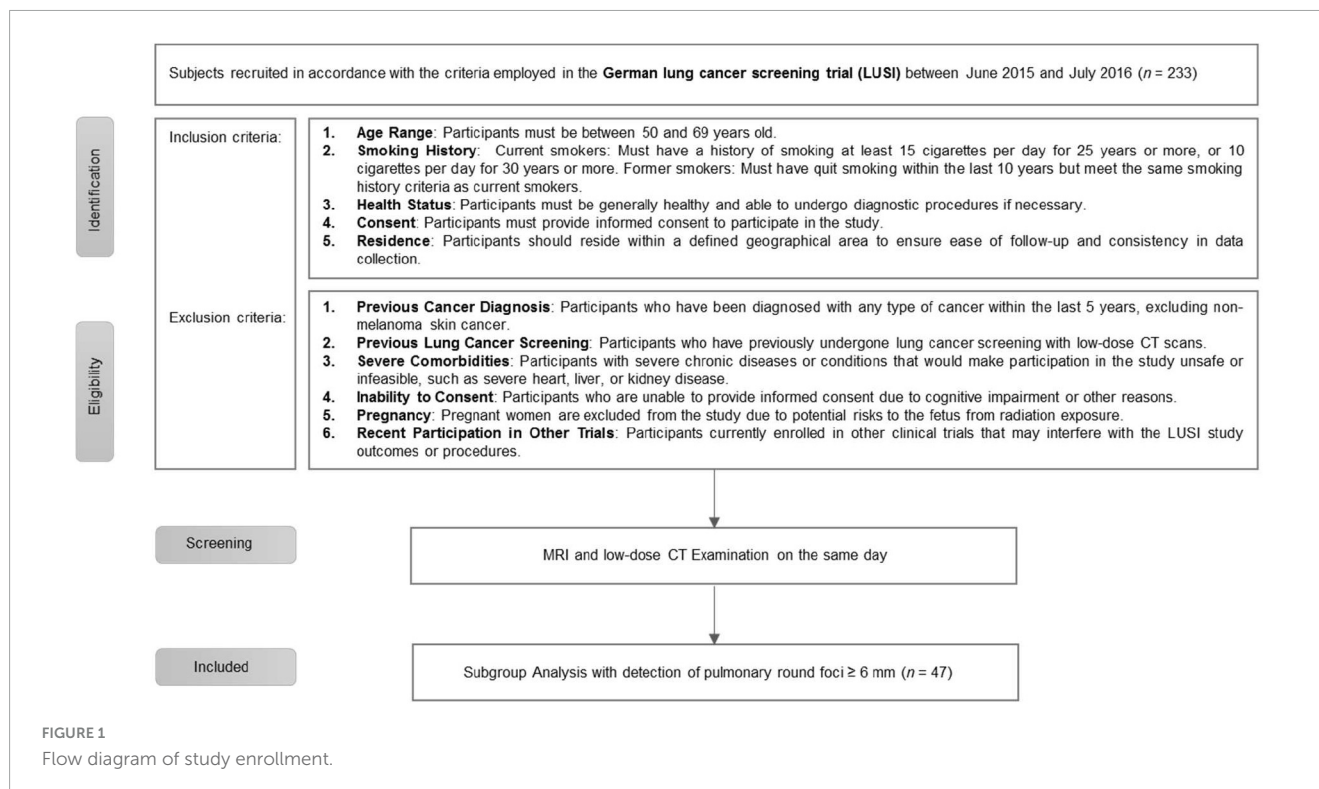 Subjects recruited in accordance with the criteria employed in the German lung cancer screening trial (LUSI) between June 2015 and July 2016 (n = 233)
Identification
Inclusion criteria:
1. Age Range: Participants must be between 50 and 69 years old.
2. Smoking History: Current smokers: Must have a history of smoking at least 15 cigarettes per day for 25 years or more, or 10
cigarettes per day for 30 years or more. Former smokers: Must have quit smoking within the last 10 years but meet the same smoking
history criteria as current smokers.
3. Health Status: Participants must be generally healthy and able to undergo diagnostic procedures if necessary.
4. Consent: Participants must provide informed consent to participate in the study.
5. Residence: Participants should reside within a defined geographical area to ensure ease of follow-up and consistency in data
collection.
Eligibility
Exclusion criteria:
1. Previous Cancer Diagnosis: Participants who have been diagnosed with any type of cancer within the last 5 years, excluding non-
melanoma skin cancer.
2. Previous Lung Cancer Screening: Participants who have previously undergone lung cancer screening with low-dose CT scans.
3. Severe Comorbidities: Participants with severe chronic diseases or conditions that would make participation in the study unsafe or
infeasible, such as severe heart, liver, or kidney disease.
4. Inability to Consent: Participants who are unable to provide informed consent due to cognitive impairment or other reasons.
5. Pregnancy: Pregnant women are excluded from the study due to potential risks to the fetus from radiation exposure.
6. Recent Participation in Other Trials: Participants currently enrolled in other clinical trials that may interfere with the LUSI study
outcomes or procedures.
Screening
MRI and low-dose CT Examination on the same day
Included
Subgroup Analysis with detection of pulmonary round foci ≥ 6 mm (n = 47)
FIGURE 1
Flow diagram of study enrollment.